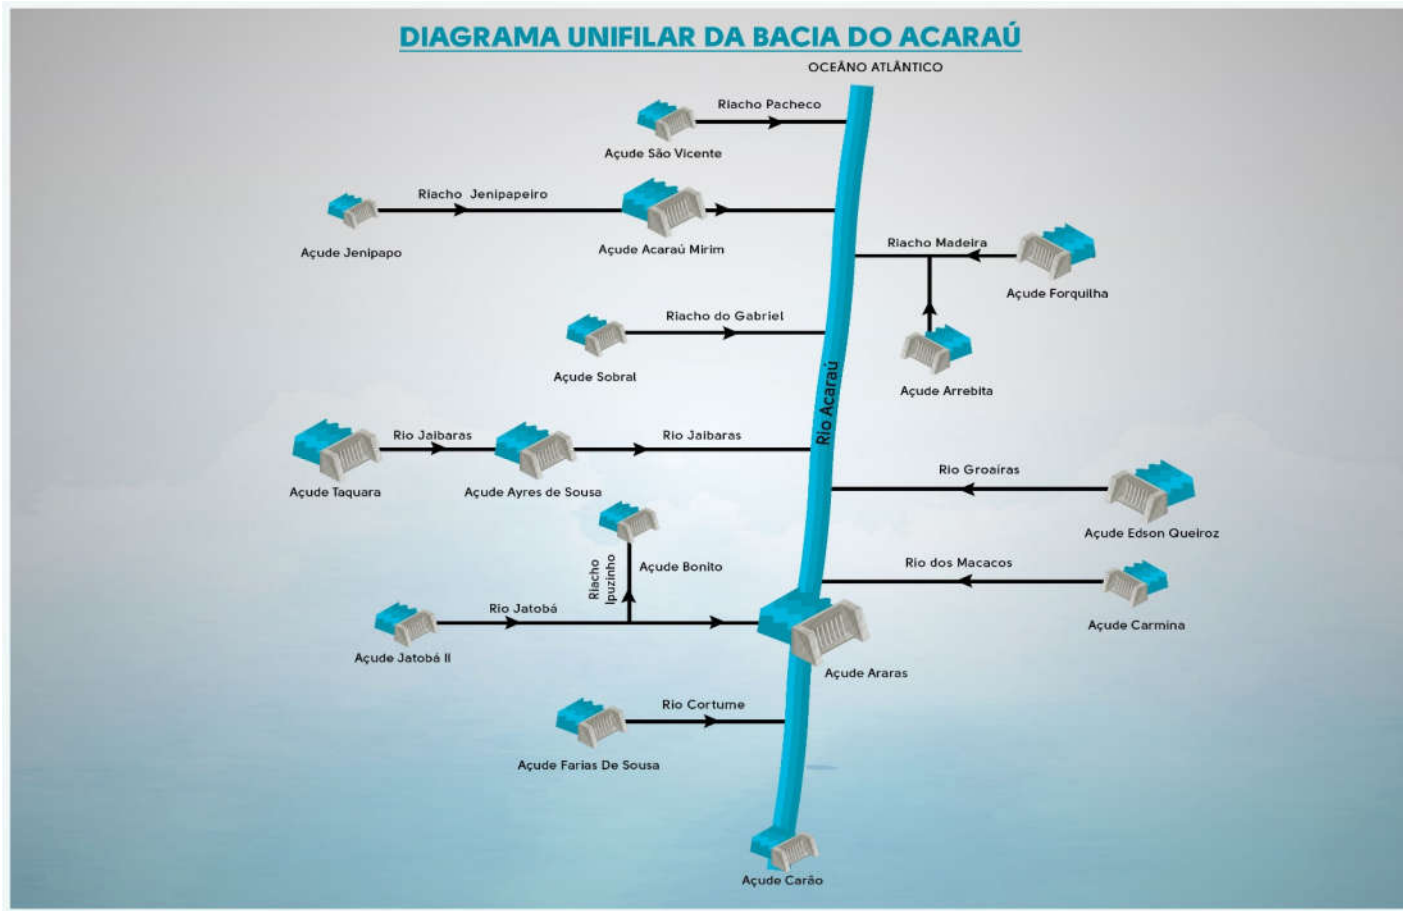 DIAGRAMA UNIFILAR DA BACIA DO ACARAÚ
OCEÂNO ATLÂNTICO
Riacho Pacheco
Açude São Vicente
Riacho Jenipapeiro
Açude Jenipapo
Açude Acaraú Mirim
Riacho Madeira
Açude Forquilha
Riacho do Gabriel
Açude Sobral
Açude Arrebita
Rio Acaraú
Rio Jaibaras
Rio Jaibaras
Açude Taquara
Açude Ayres de Sousa
Rio Groaíras
Açude Edson Queiroz
Riacho
Ipuzinho
Açude Bonito
Rio dos Macacos
Açude Carmina
Rio Jatobá
Açude Jatobá II
Açude Araras
Rio Cortume
Açude Farias De Sousa
Açude Carão